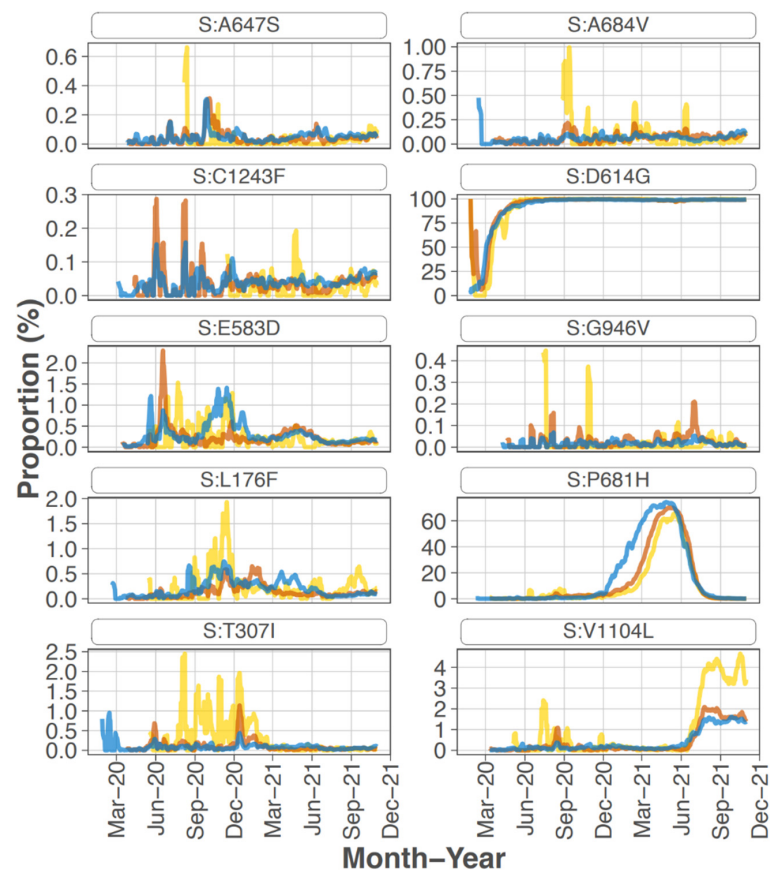 S:A647S
S:A684V
0.6
0.4
0.2
0.0
1.00
0.75
0.50
0.25
0.00
S:C1243F
S:D614G
0.3
0.2
0.1
0.0
100
75
50
25
0
S:E583D
S:G946V
2.0
1.5
1.0
0.5
0.0
0.4
0.3
0.2
0.1
0.0
S:L176F
S:P681H
2.0
1.5
1.0
0.5
0.0
60
40
20
0
S:T307I
S:V1104L
2.5
2.0
1.5
1.0
0.5
0.0
4
3
2
1
0
Proportion (%)
Mar−20
Jun−20
Sep−20
Dec−20
Mar−21
Jun−21
Sep−21
Dec−21
Mar−20
Jun−20
Sep−20
Dec−20
Mar−21
Jun−21
Sep−21
Dec−21
Month−Year